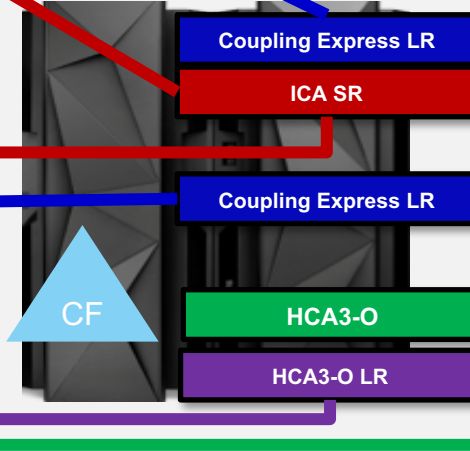 Coupling Express LR
ICA SR
Coupling Express LR
CF
HCA3-O
HCA3-O LR